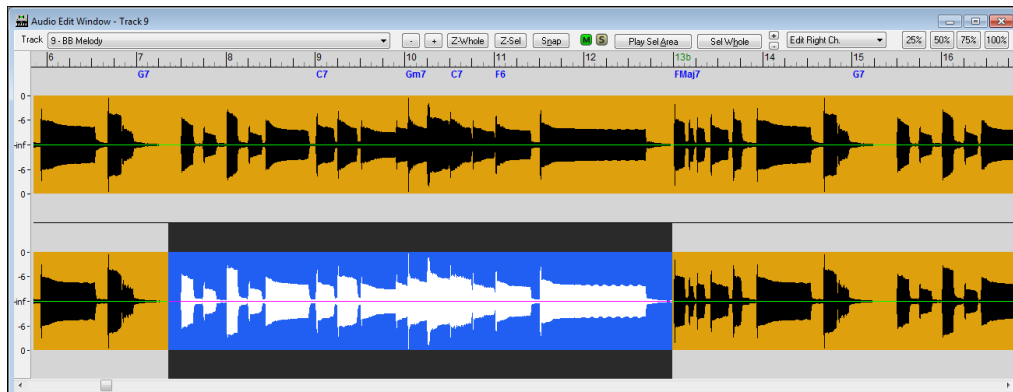 Audio Edit Window - Track 9
Track 9 - BB Melody - + Z-Whole Z-Sel Snap M S Play Sel Area Sel Whole + - Edit Right Ch. 25% 50% 75% 100%
6 7 8 9 10 11 12 13b 14 15 16
G7 C7 Gm7 C7 F6 FMaj7 G7
0-
-6-
-inf-
-6-
0-
0-
-6-
-inf-
-6-
0-